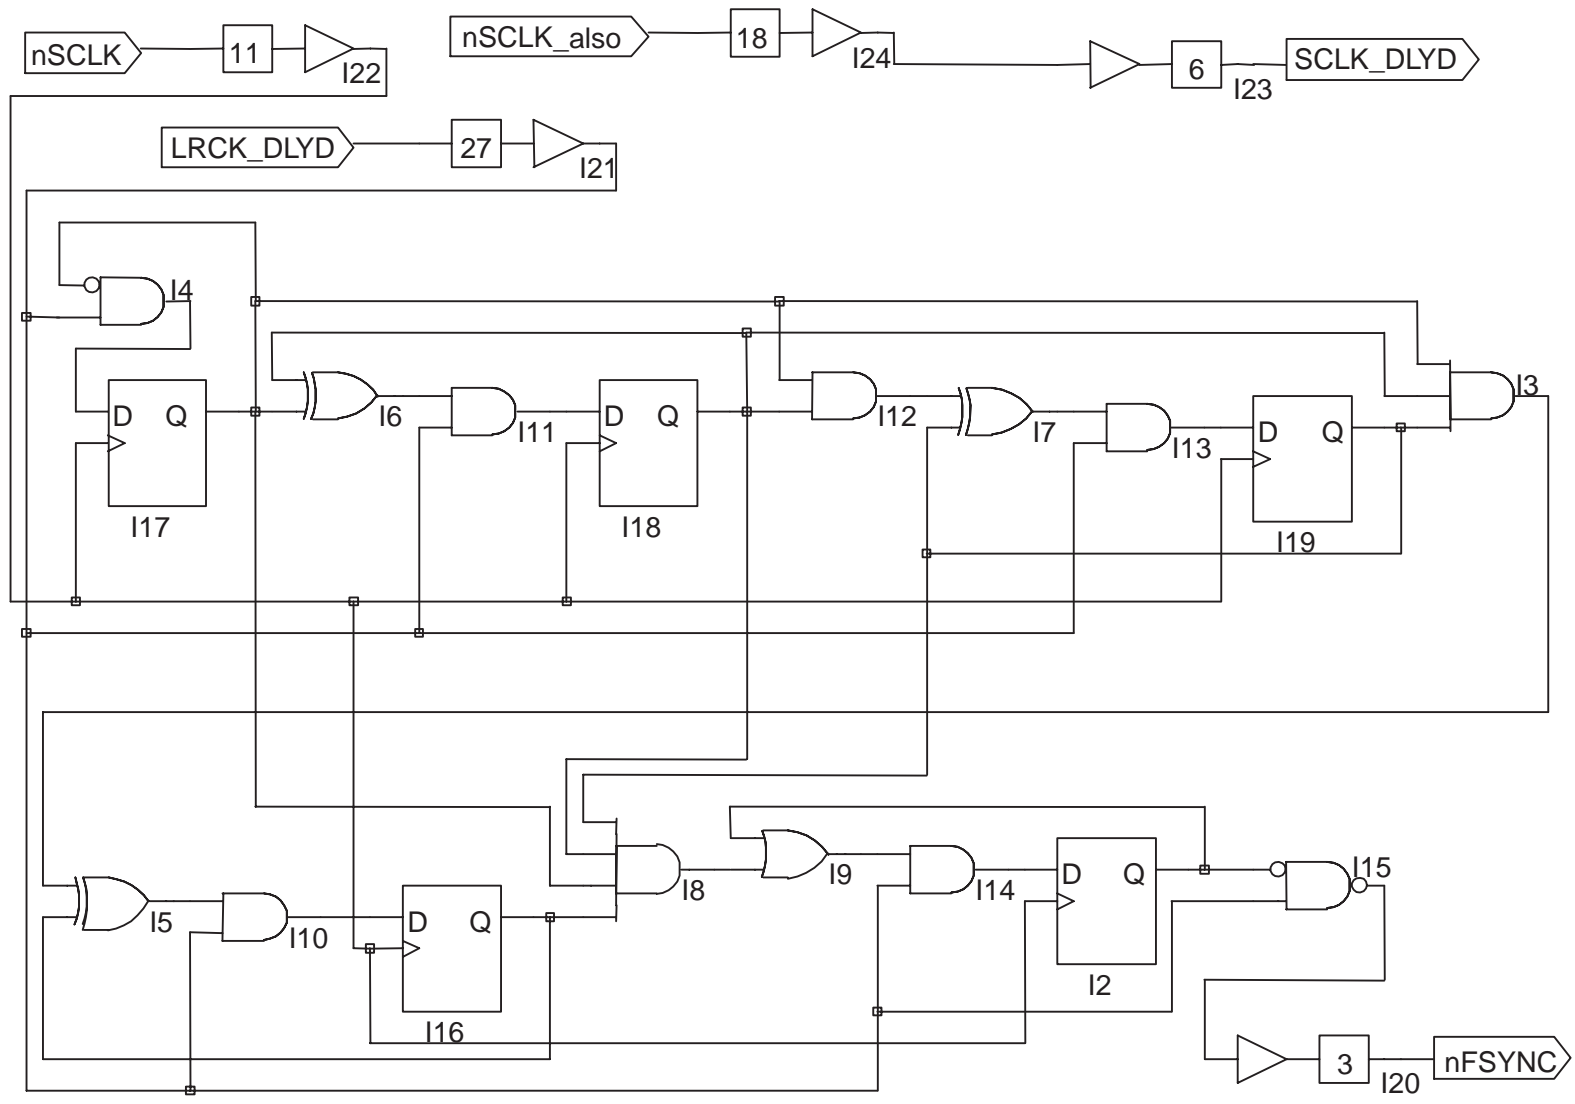 nSCLK
11
I22
nSCLK_also
18
I24
6
I23
SCLK_DLYD
LRCK_DLYD
27
I21
I4
I3
D Q
I17
I6
I11
D Q
I18
I12
I7
I13
D Q
I19
I5
I10
D Q
I16
I8
I9
I14
D Q
I2
I15
3
I20
nFSYNC